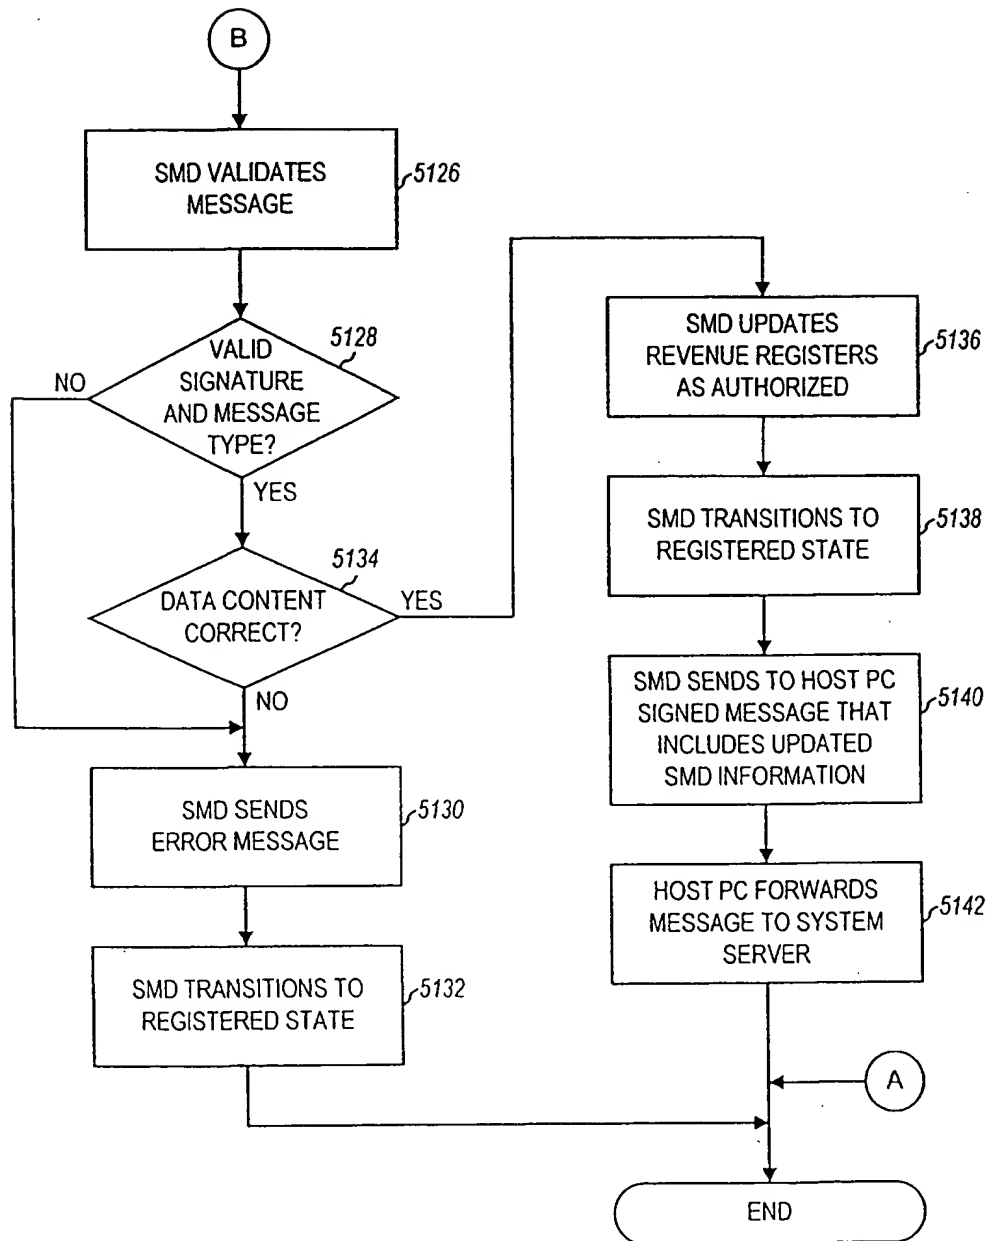 B
SMD VALIDATES
MESSAGE
5126
VALID
SIGNATURE
AND MESSAGE
TYPE?
5128
NO
YES
DATA CONTENT
CORRECT?
5134
YES
NO
SMD SENDS
ERROR MESSAGE
5130
SMD TRANSITIONS TO
REGISTERED STATE
5132
SMD UPDATES
REVENUE REGISTERS
AS AUTHORIZED
5136
SMD TRANSITIONS TO
REGISTERED STATE
5138
SMD SENDS TO HOST PC
SIGNED MESSAGE THAT
INCLUDES UPDATED
SMD INFORMATION
5140
HOST PC FORWARDS
MESSAGE TO SYSTEM
SERVER
5142
A
END